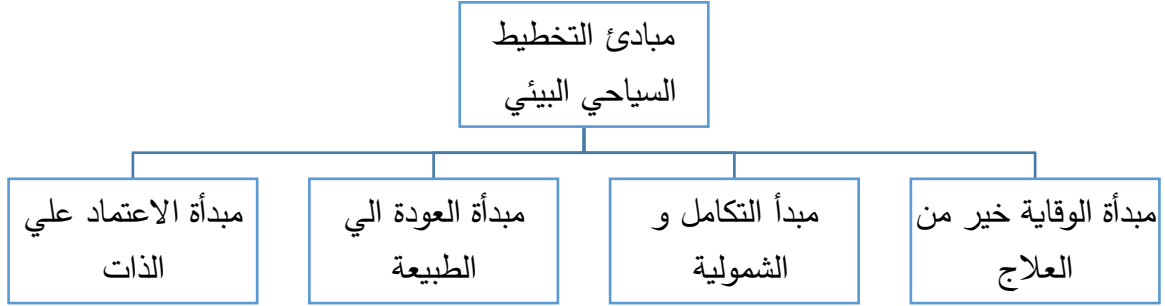 مبادئ التخطيط
السياحي البيئي
مبدأة الوقاية خير من
العلاج
مبدأ التكامل و
الشمولية
مبدأة العودة الي
الطبيعة
مبدأة الاعتماد علي
الذات